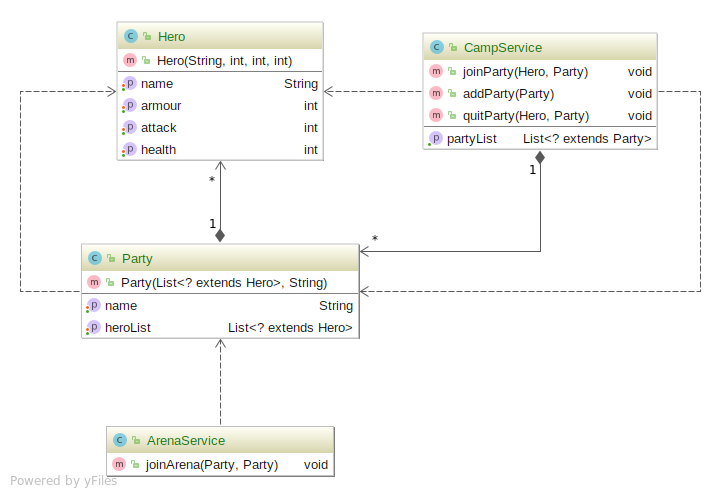 C Hero
m Hero(String, int, int, int)
p name String
p armour int
p attack int
p health int
C CampService
m joinParty(Hero, Party) void
m addParty(Party) void
m quitParty(Hero, Party) void
p partyList List<? extends Party>
*
1
1
*
C Party
m Party(List<? extends Hero>, String)
p name String
p heroList List<? extends Hero>
C ArenaService
m joinArena(Party, Party) void
Powered by yFiles